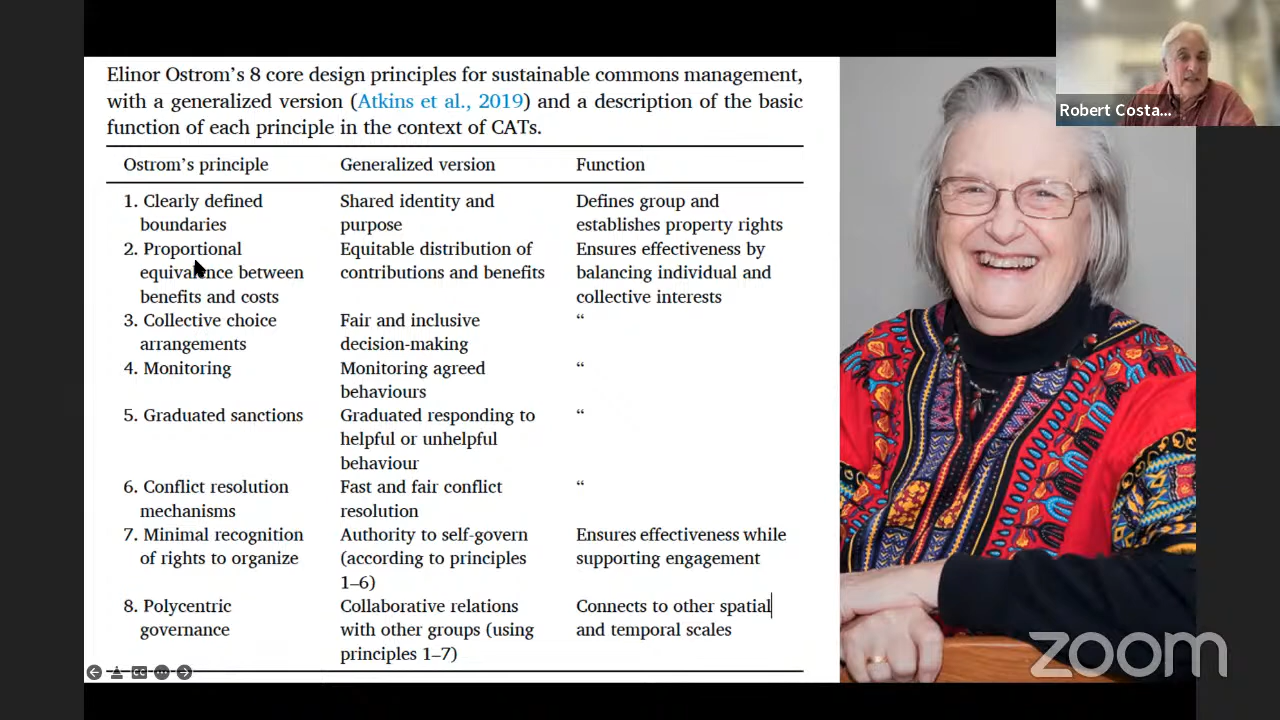 Elinor Ostrom’s 8 core design principles for sustainable commons management,
with a generalized version (Atkins et al., 2019) and a description of the basic
function of each principle in the context of CATs.
Ostrom’s principle Generalized version Function
1. Clearly defined Shared identity and Defines group and
boundaries purpose establishes property rights
2. Proportional Equitable distribution of Ensures effectiveness by
equivalence between contributions and benefits balancing individual and
benefits and costs collective interests
3. Collective choice Fair and inclusive “
arrangements decision-making
4. Monitoring Monitoring agreed “
behaviours
5. Graduated sanctions Graduated responding to “
helpful or unhelpful
behaviour
6. Conflict resolution Fast and fair conflict “
mechanisms resolution
7. Minimal recognition Authority to self-govern Ensures effectiveness while
of rights to organize (according to principles supporting engagement
1–6)
8. Polycentric Collaborative relations Connects to other spatial
governance with other groups (using and temporal scales
principles 1–7)
Robert Costa...
zoom